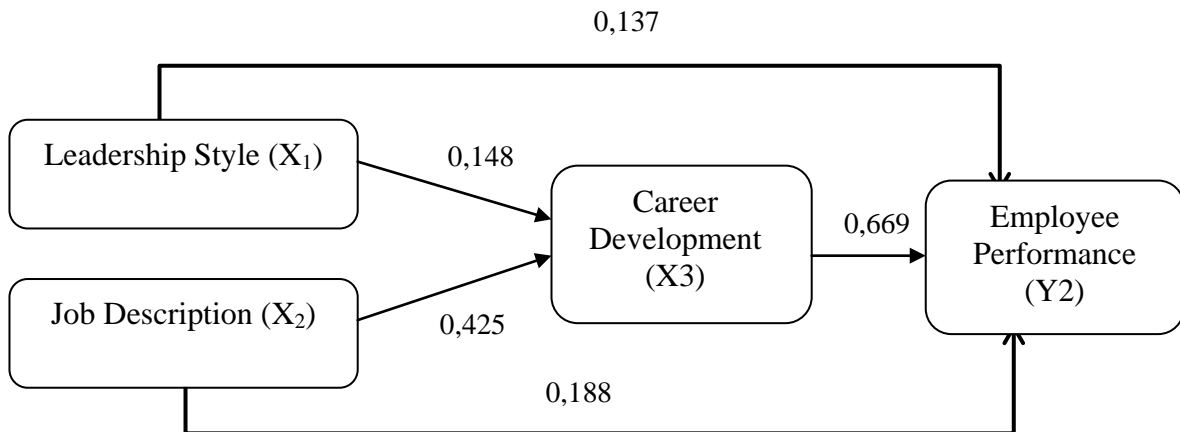 0,137
Leadership Style (X₁)
0,148
Career
Development
(X3)
0,669
Employee
Performance
(Y2)
Job Description (X₂)
0,425
0,188